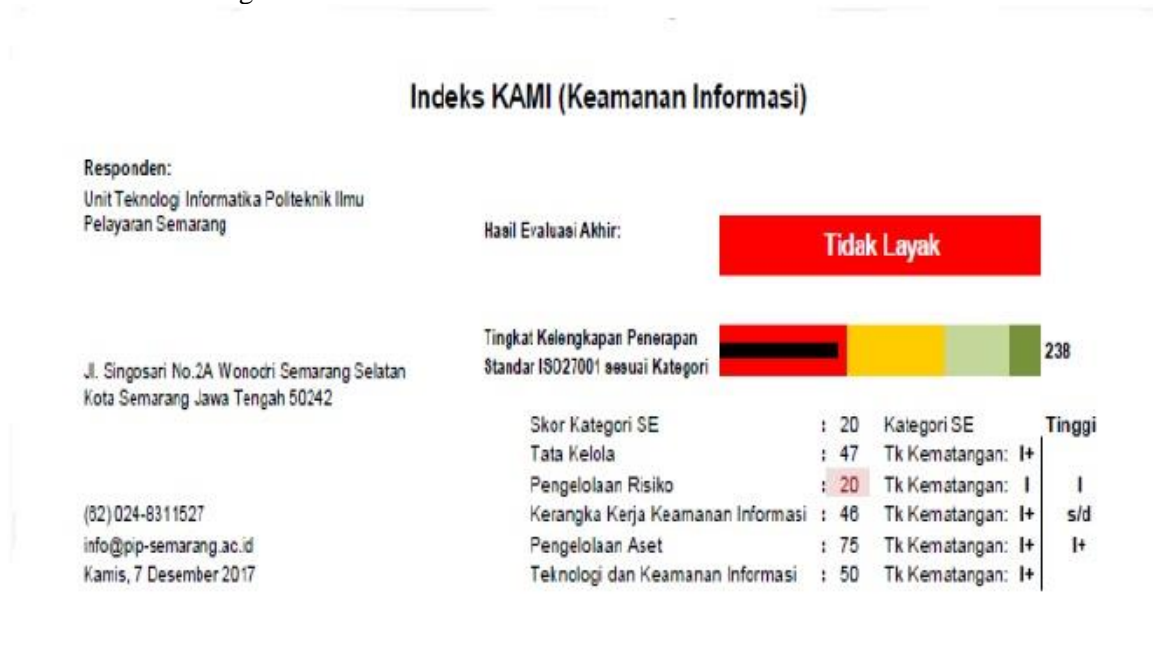 Indeks KAMI (Keamanan Informasi)
Responden:
Unit Teknologi Informatika Politeknik Ilmu
Pelayaran Semarang
Hasil Evaluasi Akhir:
Tidak Layak
Tingkat Kelengkapan Penerapan
Standar ISO27001 sesuai Kategori
238
Jl. Singosari No.2A Wonodri Semarang Selatan
Kota Semarang Jawa Tengah 50242
Skor Kategori SE : 20 Kategori SE Tinggi
Tata Kelola : 47 Tk Kematangan: I+
Pengelolaan Risiko : 20 Tk Kematangan: I I
Kerangka Kerja Keamanan Informasi : 46 Tk Kematangan: I+ s/d
Pengelolaan Aset : 75 Tk Kematangan: I+ I+
Teknologi dan Keamanan Informasi : 50 Tk Kematangan: I+
(62) 024-8311527
info@pip-semarang.ac.id
Kamis, 7 Desember 2017